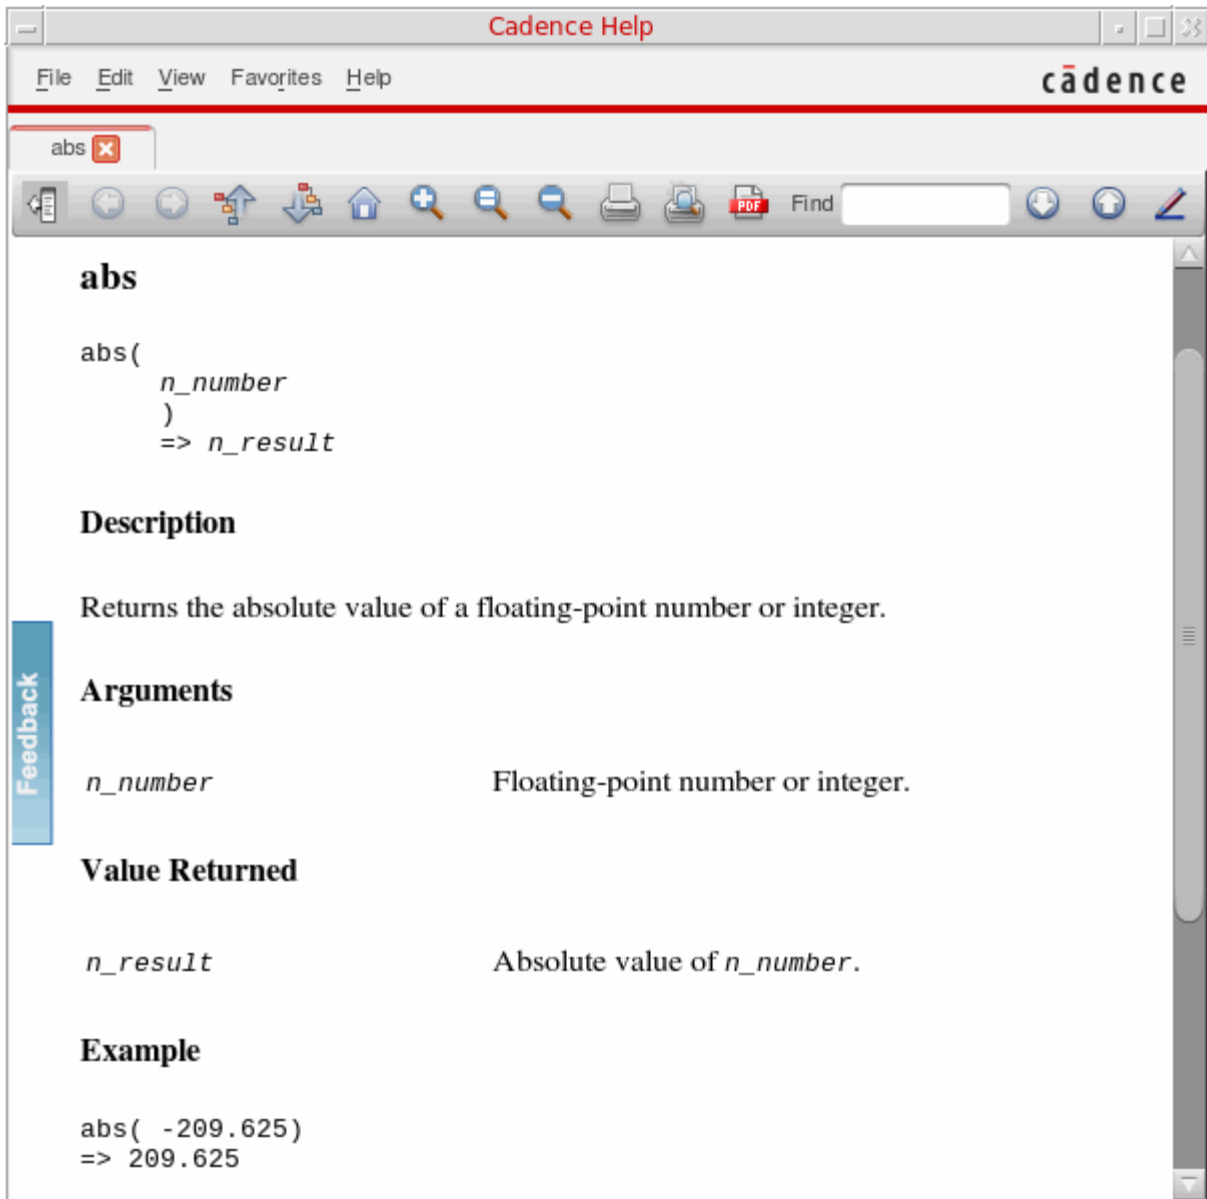 Cadence Help
File Edit View Favorites Help
cādence
abs
PDF Find
abs
abs(
n_number
)
=> n_result
Description
Returns the absolute value of a floating-point number or integer.
Feedback
Arguments
n_number Floating-point number or integer.
Value Returned
n_result Absolute value of n_number.
Example
abs( -209.625)
=> 209.625